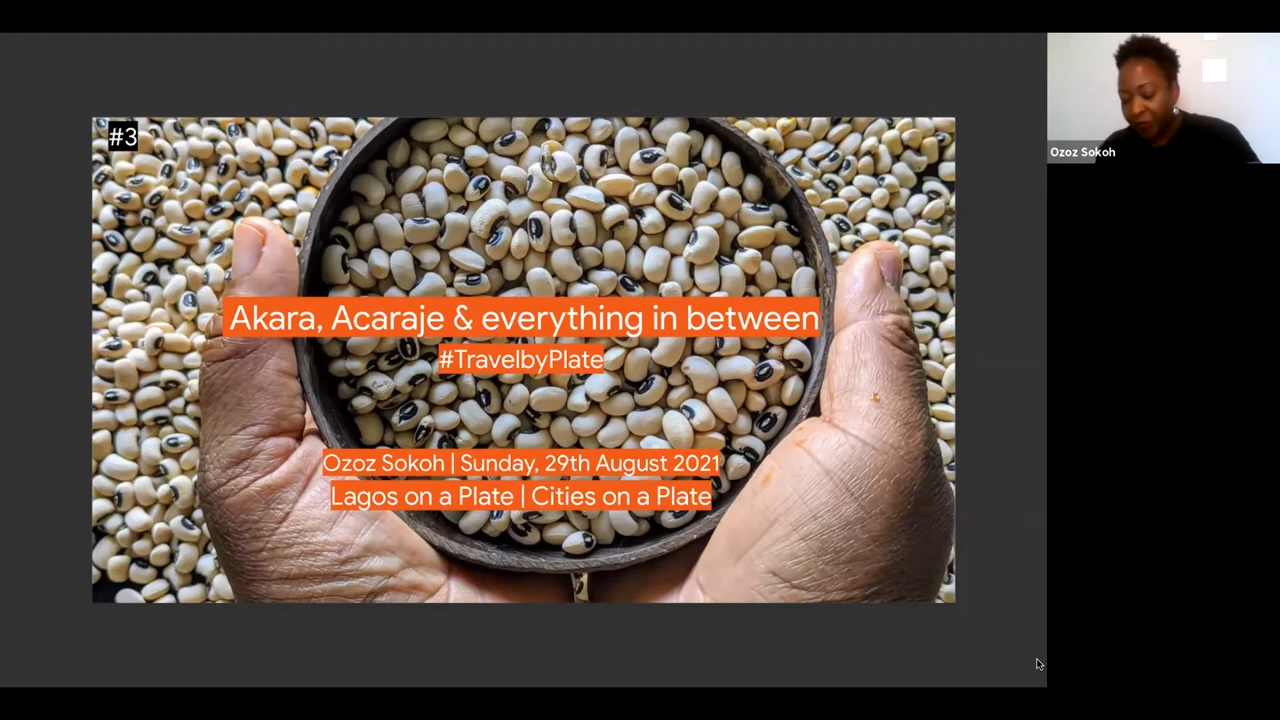 #3
Akara, Acaraje & everything in between
#TravelbyPlate
Ozoz Sokoh | Sunday, 29th August 2021
Lagos on a Plate | Cities on a Plate
Ozoz Sokoh